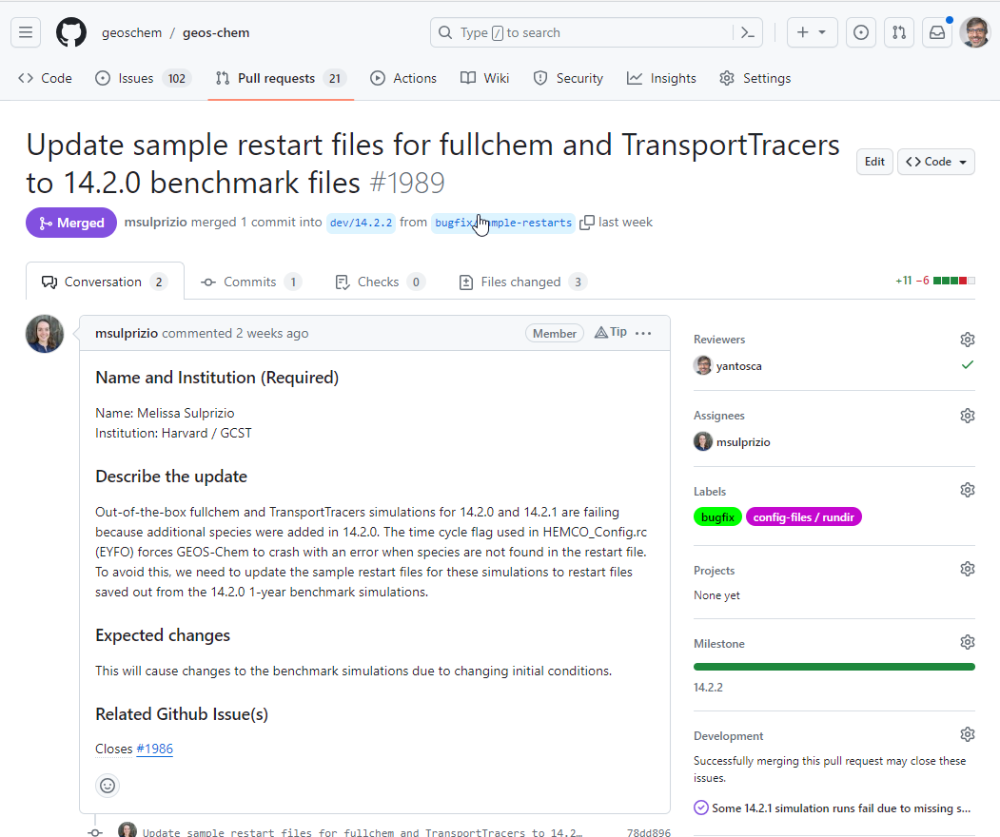 geoschem / geos-chem
Type / to search
Code
Issues 102
Pull requests 21
Actions
Wiki
Security
Insights
Settings
Update sample restart files for fullchem and TransportTracers
to 14.2.0 benchmark files #1989
Edit
Code
Merged
msulprizio merged 1 commit into dev/14.2.2 from bugfix mple-restarts last week
Conversation 2
Commits 1
Checks 0
Files changed 3
+11 −6
msulprizio commented 2 weeks ago
Member
Tip
Name and Institution (Required)
Name: Melissa Sulprizio
Institution: Harvard / GCST
Describe the update
Out-of-the-box fullchem and TransportTracers simulations for 14.2.0 and 14.2.1 are failing
because additional species were added in 14.2.0. The time cycle flag used in HEMCO_Config.rc
(EYFO) forces GEOS-Chem to crash with an error when species are not found in the restart file.
To avoid this, we need to update the sample restart files for these simulations to restart files
saved out from the 14.2.0 1-year benchmark simulations.
Expected changes
This will cause changes to the benchmark simulations due to changing initial conditions.
Related Github Issue(s)
Closes #1986
Update sample restart files for fullchem and TransportTracers to 14.2…
78dd896
Reviewers
yantosca
Assignees
msulprizio
Labels
bugfix
config-files / rundir
Projects
None yet
Milestone
14.2.2
Development
Successfully merging this pull request may close these
issues.
Some 14.2.1 simulation runs fail due to missing s...